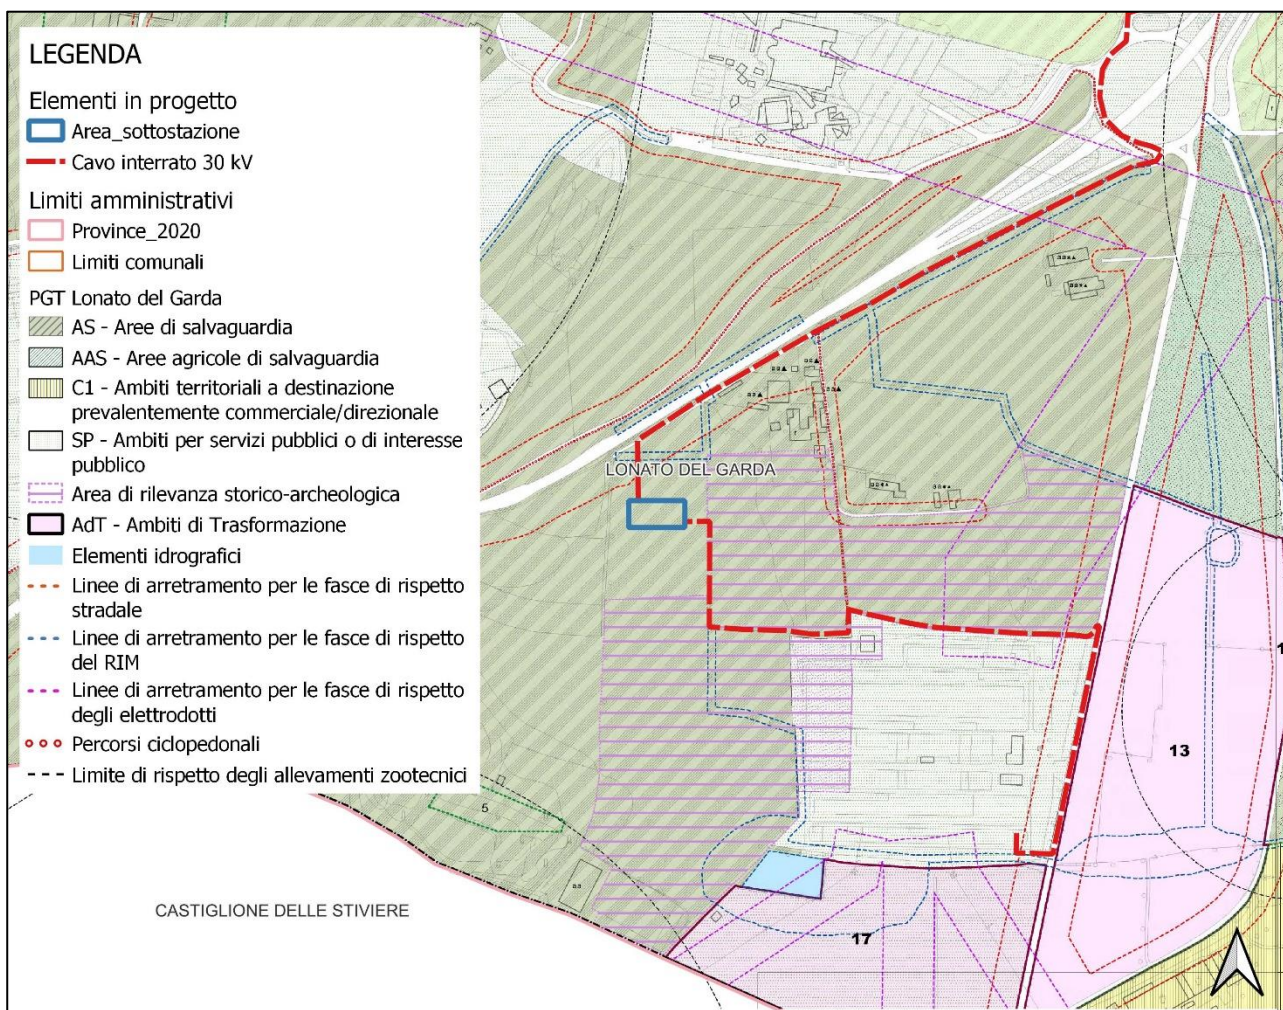 LEGENDA
Elementi in progetto
Area_sottostazione
Cavo interrato 30 kV
Limiti amministrativi
Province_2020
Limiti comunali
PGT Lonato del Garda
AS - Aree di salvaguardia
AAS - Aree agricole di salvaguardia
C1 - Ambiti territoriali a destinazione
prevalentemente commerciale/direzionale
SP - Ambiti per servizi pubblici o di interesse
pubblico
Area di rilevanza storico-archeologica
AdT - Ambiti di Trasformazione
Elementi idrografici
Linee di arretramento per le fasce di rispetto
stradale
Linee di arretramento per le fasce di rispetto
del RIM
Linee di arretramento per le fasce di rispetto
degli elettrodotti
Percorsi ciclopedonali
Limite di rispetto degli allevamenti zootecnici
LONATO DEL GARDA
13
5
CASTIGLIONE DELLE STIVIERE
17